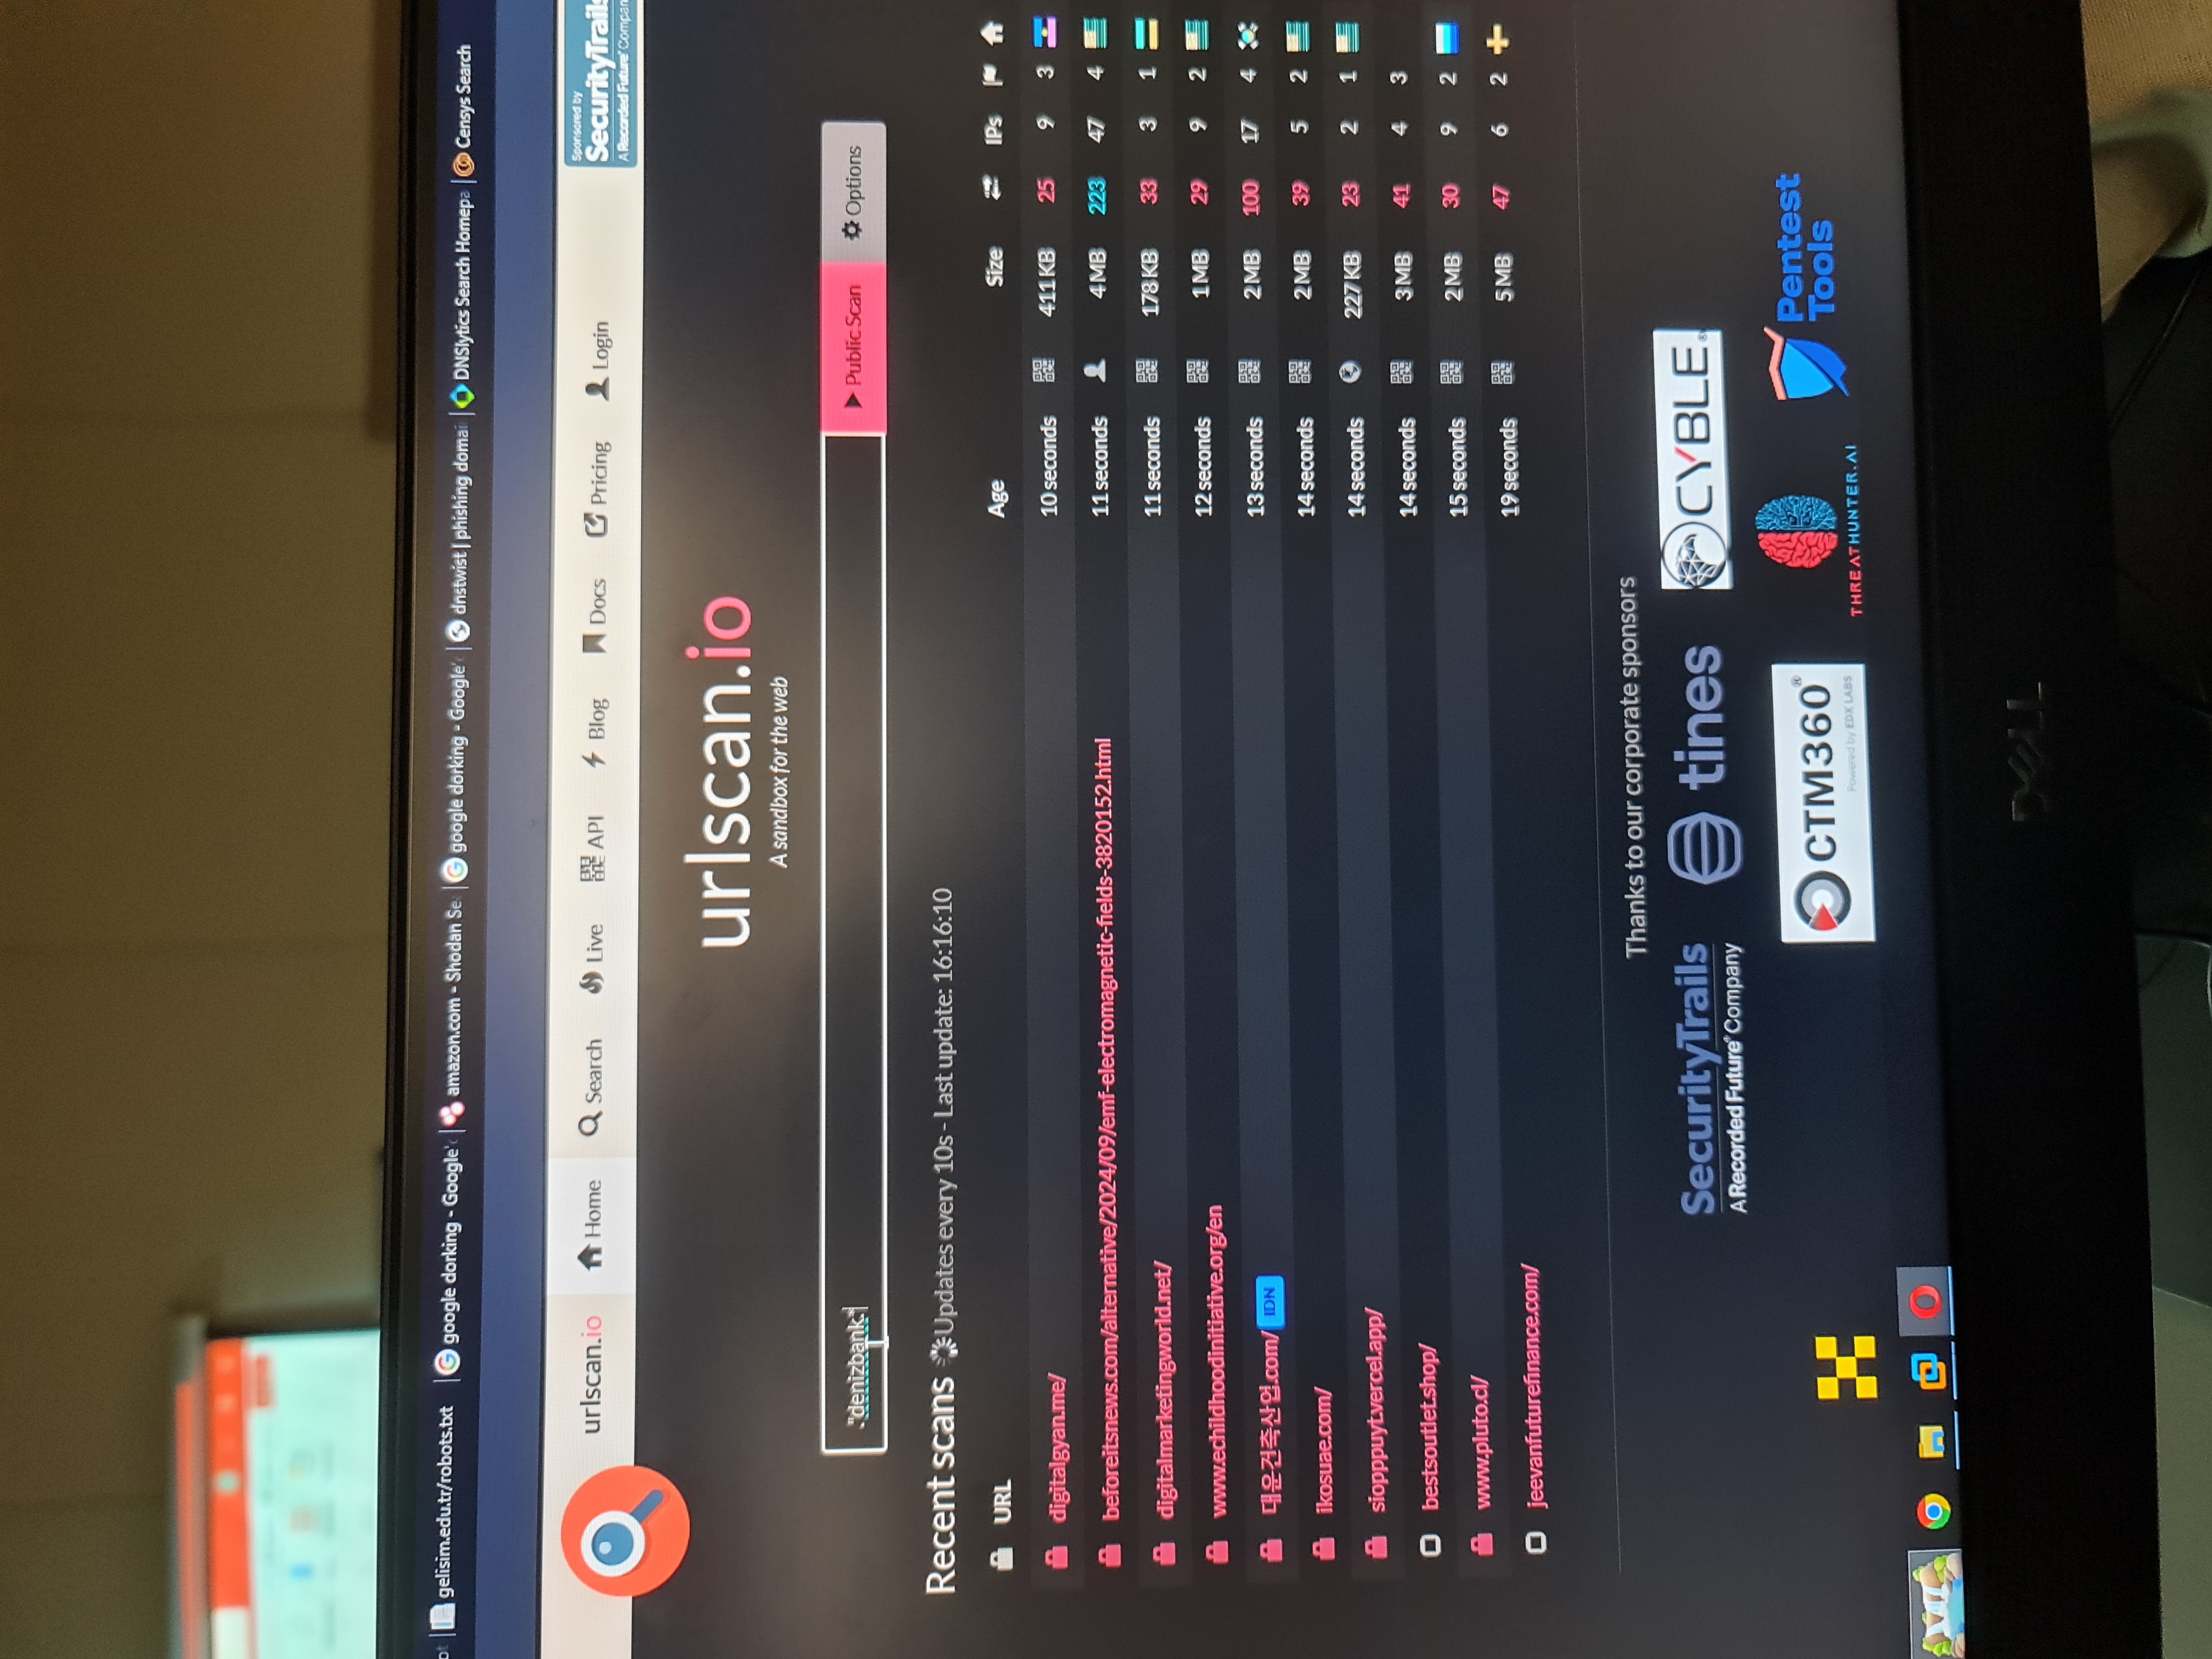 gelisim.edu.tr/robots.txt
google dorking - Google'
amazon.com - Shodan Se
google dorking - Google'
dnstwist | phishing domai
DNSlytics Search Homepa
Censys Search
urlscan.io
Home
Search
Live
API
Blog
Docs
Pricing
Login
Sponsored by
SecurityTrails
A Recorded Future® Compan
urlscan.io
A sandbox for the web
."denizbank."
Public Scan
Options
Recent scans Updates every 10s - Last update: 16:16:10
URL Age Size IPs
digitalgyan.me/ 10 seconds 411 KB 25 9 3
beforeitsnews.com/alternative/2024/09/emf-electromagnetic-fields-3820152.html 11 seconds 4 MB 223 47 4
digitalmarketingworld.net/ 11 seconds 178 KB 33 3 1
www.echildhoodinitiative.org/en 12 seconds 1 MB 29 9 2
대운건축산업.com/ IDN 13 seconds 2 MB 100 17 4
ikosuae.com/ 14 seconds 2 MB 39 5 2
siopppuyt.vercel.app/ 14 seconds 227 KB 23 2 1
bestsoutlet.shop/ 14 seconds 3 MB 41 4 3
www.pluto.cl/ 15 seconds 2 MB 30 9 2
jeevanfuturefinance.com/ 19 seconds 5 MB 47 6 2
Thanks to our corporate sponsors
SecurityTrails
A Recorded Future® Company
tines
CYBLE®
CTM360®
Powered by EDX LABS
THREATHUNTER.AI
Pentest
Tools
DELL